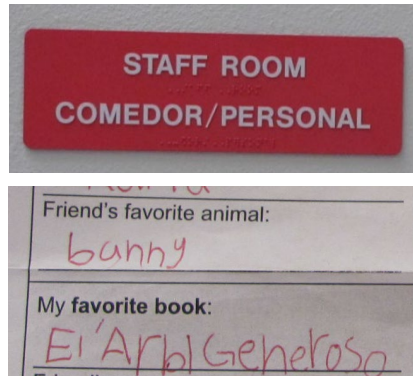 STAFF ROOM
COMEDOR/PERSONAL
Friend's favorite animal:
bunny
My favorite book:
El'Arbl Generoso